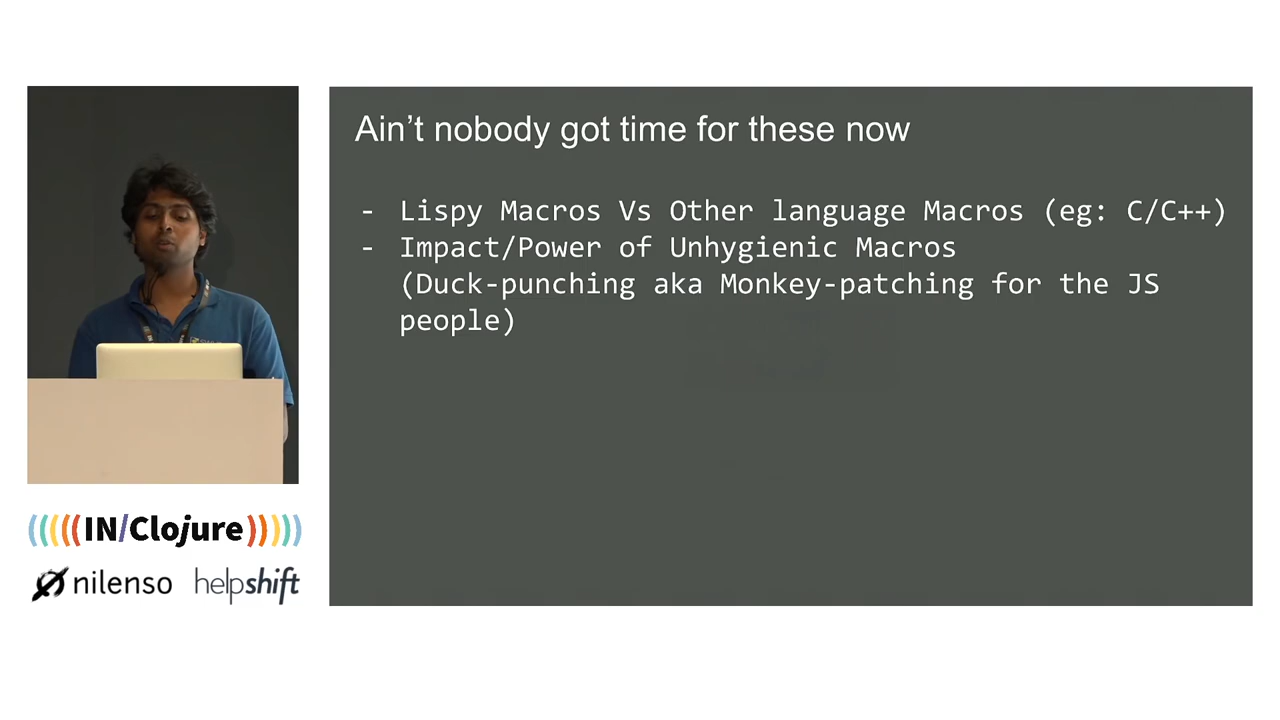 Ain't nobody got time for these now
- Lispy Macros Vs Other language Macros (eg: C/C++)
- Impact/Power of Unhygienic Macros
(Duck-punching aka Monkey-patching for the JS
people)
(((((IN/Clojure)))))
nilenso helpshift